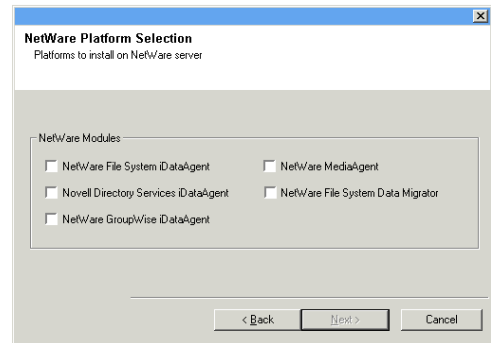 NetWare Platform Selection
Platforms to install on NetWare server
NetWare Modules
NetWare File System iDataAgent
NetWare MediaAgent
Novell Directory Services iDataAgent
NetWare File System Data Migrator
NetWare GroupWise iDataAgent
< Back
Next >
Cancel